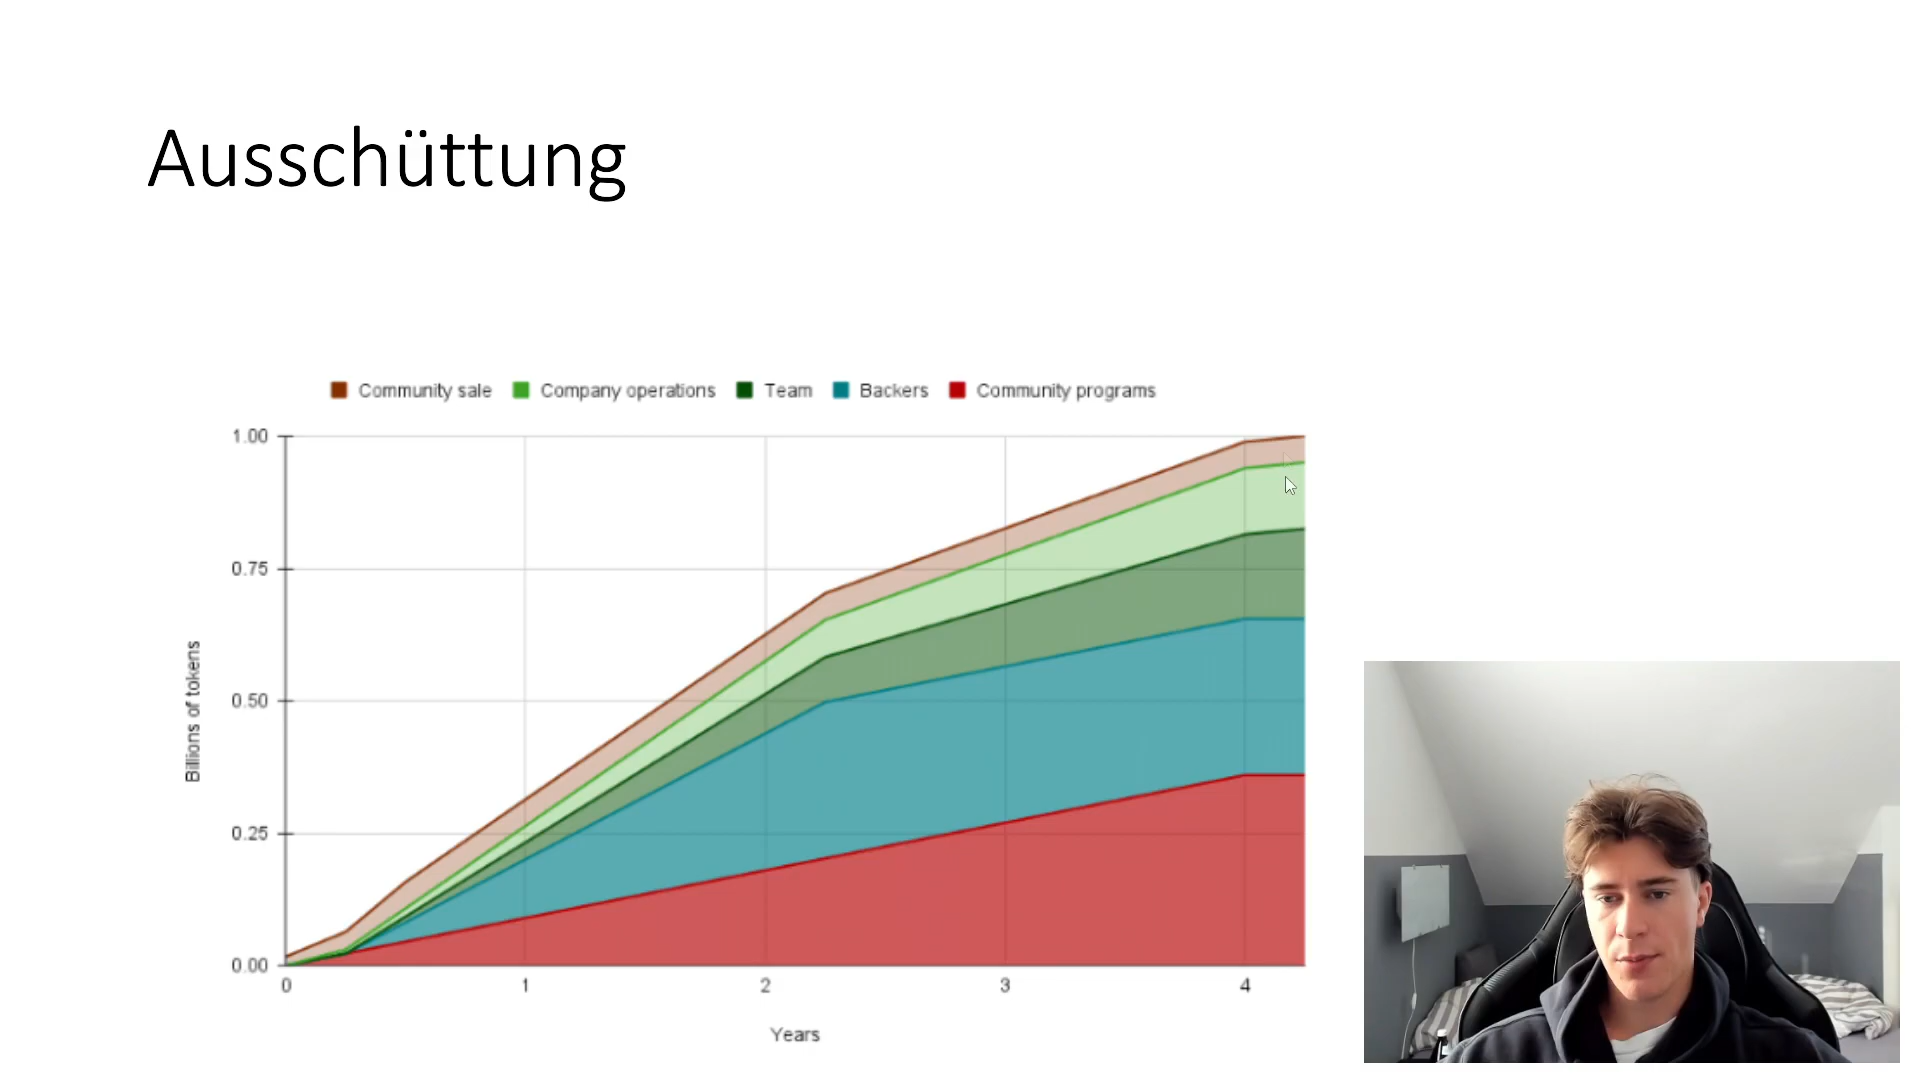 Ausschüttung
Community sale Company operations Team Backers Community programs
1.00
0.75
0.50
0.25
0.00
Billions of tokens
0 1 2 3 4
Years